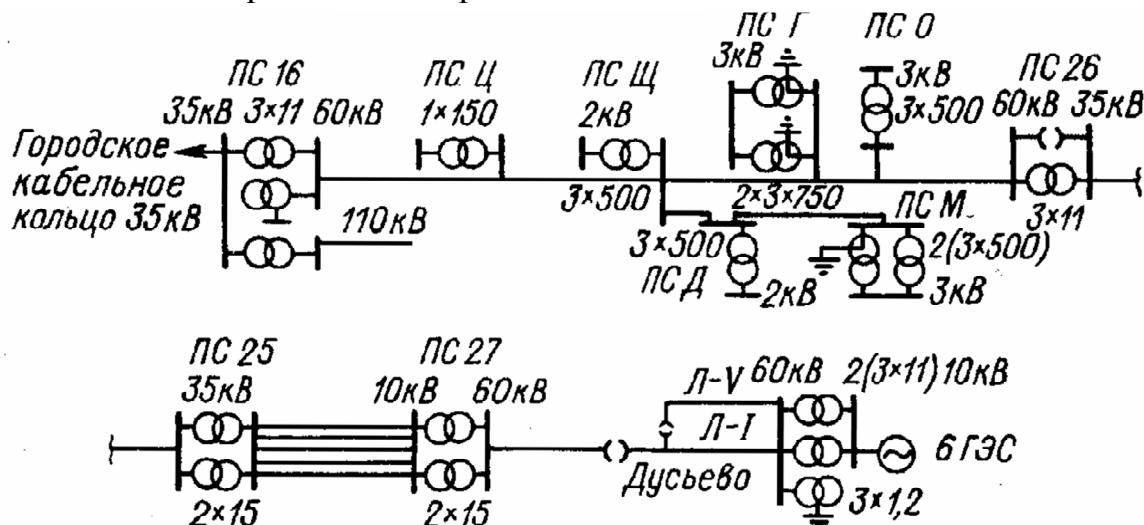 ПС Г
ПС О
3кВ
3кВ
ПС 16
ПС Ц
ПС Щ
3×500
ПС 26
35кВ 3×11 60кВ
1×150
2кВ
60кВ 35кВ
Городское
кабельное
кольцо 35кВ
110кВ
3×500
2×3×750
ПС М
3×11
3×500
2(3×500)
ПС Д
2кВ
3кВ
ПС 25
ПС 27
35кВ
10кВ
60кВ
Л-V
60кВ 2(3×11) 10кВ
Л-I
6 ГЭС
Дусьево
3×1,2
2×15
2×15